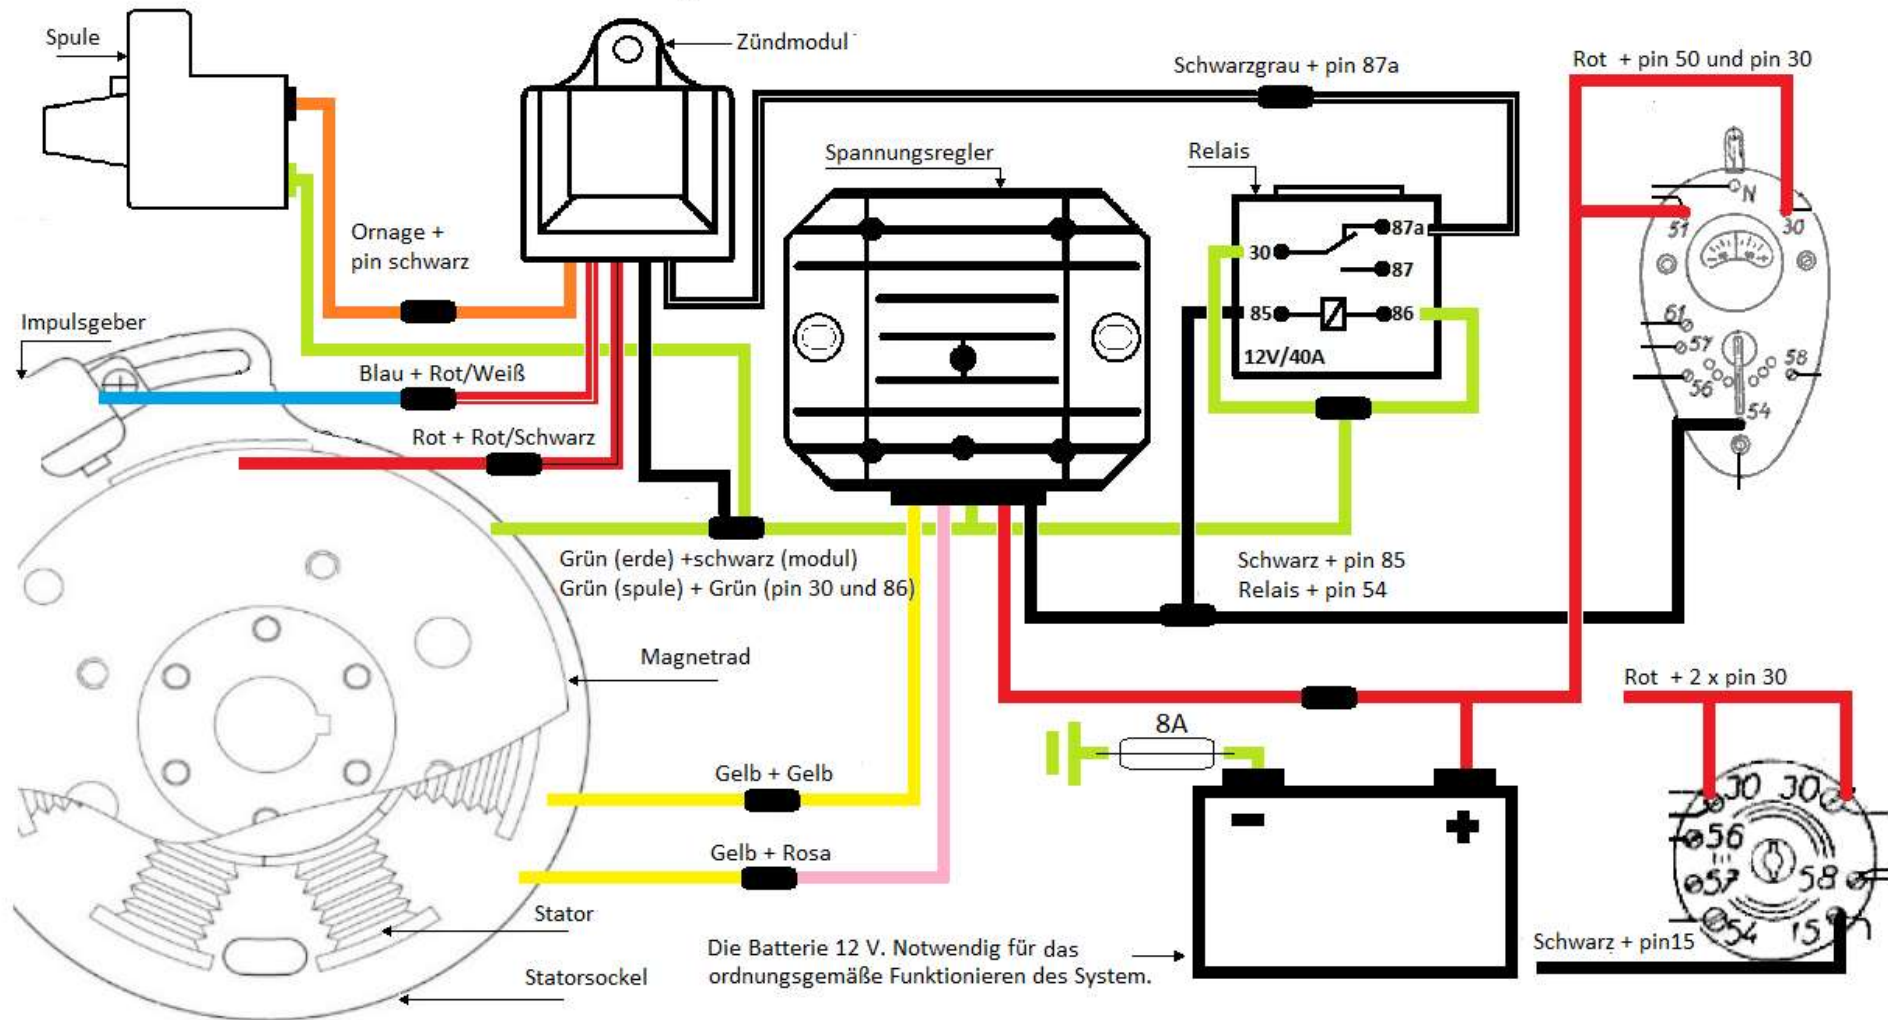 Spule
Zündmodul
Schwarzgrau + pin 87a
Rot + pin 50 und pin 30
Spannungsregler
Relais
N
51
30
87a
30
87
85
86
12V/40A
61
57
58
56
54
Ornage +
pin schwarz
Impulsgeber
Blau + Rot/Weiß
Rot + Rot/Schwarz
Grün (erde) +schwarz (modul)
Grün (spule) + Grün (pin 30 und 86)
Schwarz + pin 85
Relais + pin 54
Magnetrad
Rot + 2 x pin 30
8A
Gelb + Gelb
Gelb + Rosa
30 30
56
57
58
54
15
Stator
Statorsockel
Die Batterie 12 V. Notwendig für das
ordnungsgemäße Funktionieren des System.
Schwarz + pin15